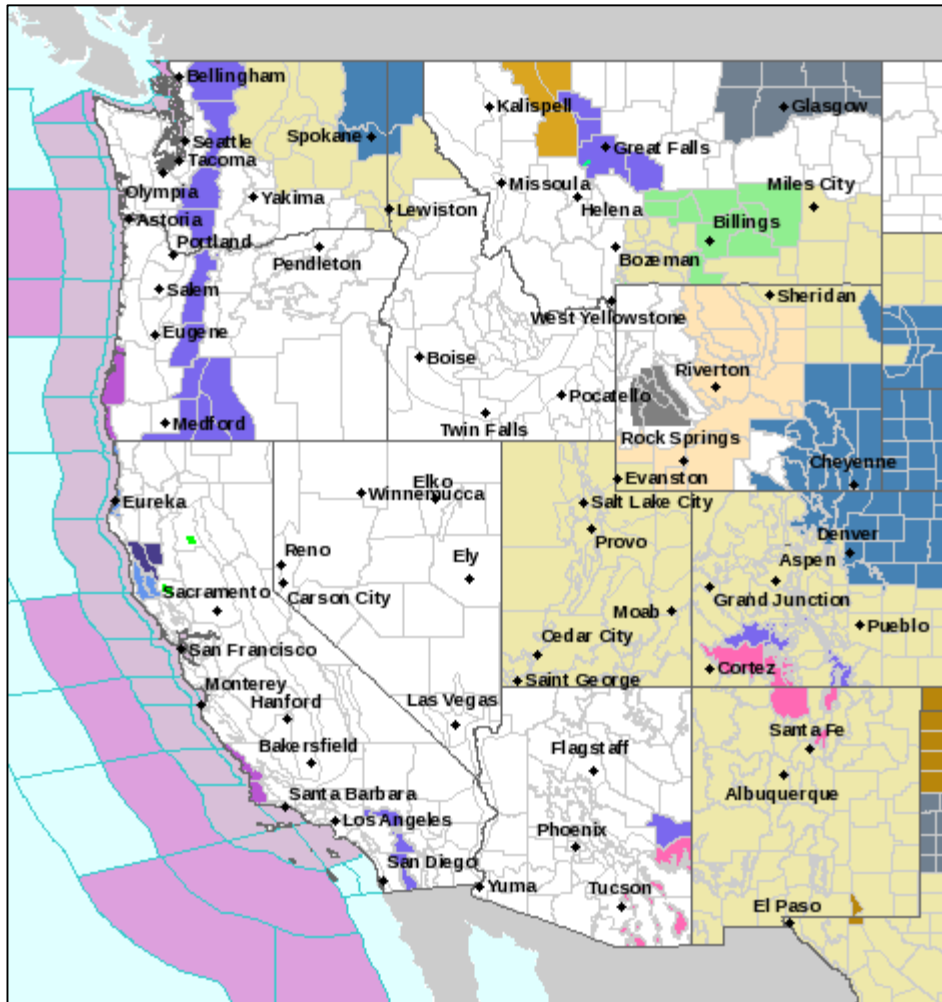 Bellingham
Kalispell
Glasgow
Spokane
Seattle
Great Falls
Tacoma
Olympia
Missoula
Miles City
Yakima
Lewiston
Helena
Astoria
Billings
Portland
Pendleton
Bozeman
Salem
Sheridan
West Yellowstone
Eugene
Boise
Riverton
Pocatello
Medford
Twin Falls
Rock Springs
Cheyenne
Evanston
Elko
Winnemucca
Eureka
Salt Lake City
Provo
Denver
Reno
Ely
Aspen
Sacramento
Carson City
Grand Junction
Moab
Pueblo
Cedar City
San Francisco
Cortez
Saint George
Monterey
Hanford
Las Vegas
Santa Fe
Bakersfield
Flagstaff
Albuquerque
Santa Barbara
Los Angeles
Phoenix
San Diego
Yuma
Tucson
El Paso